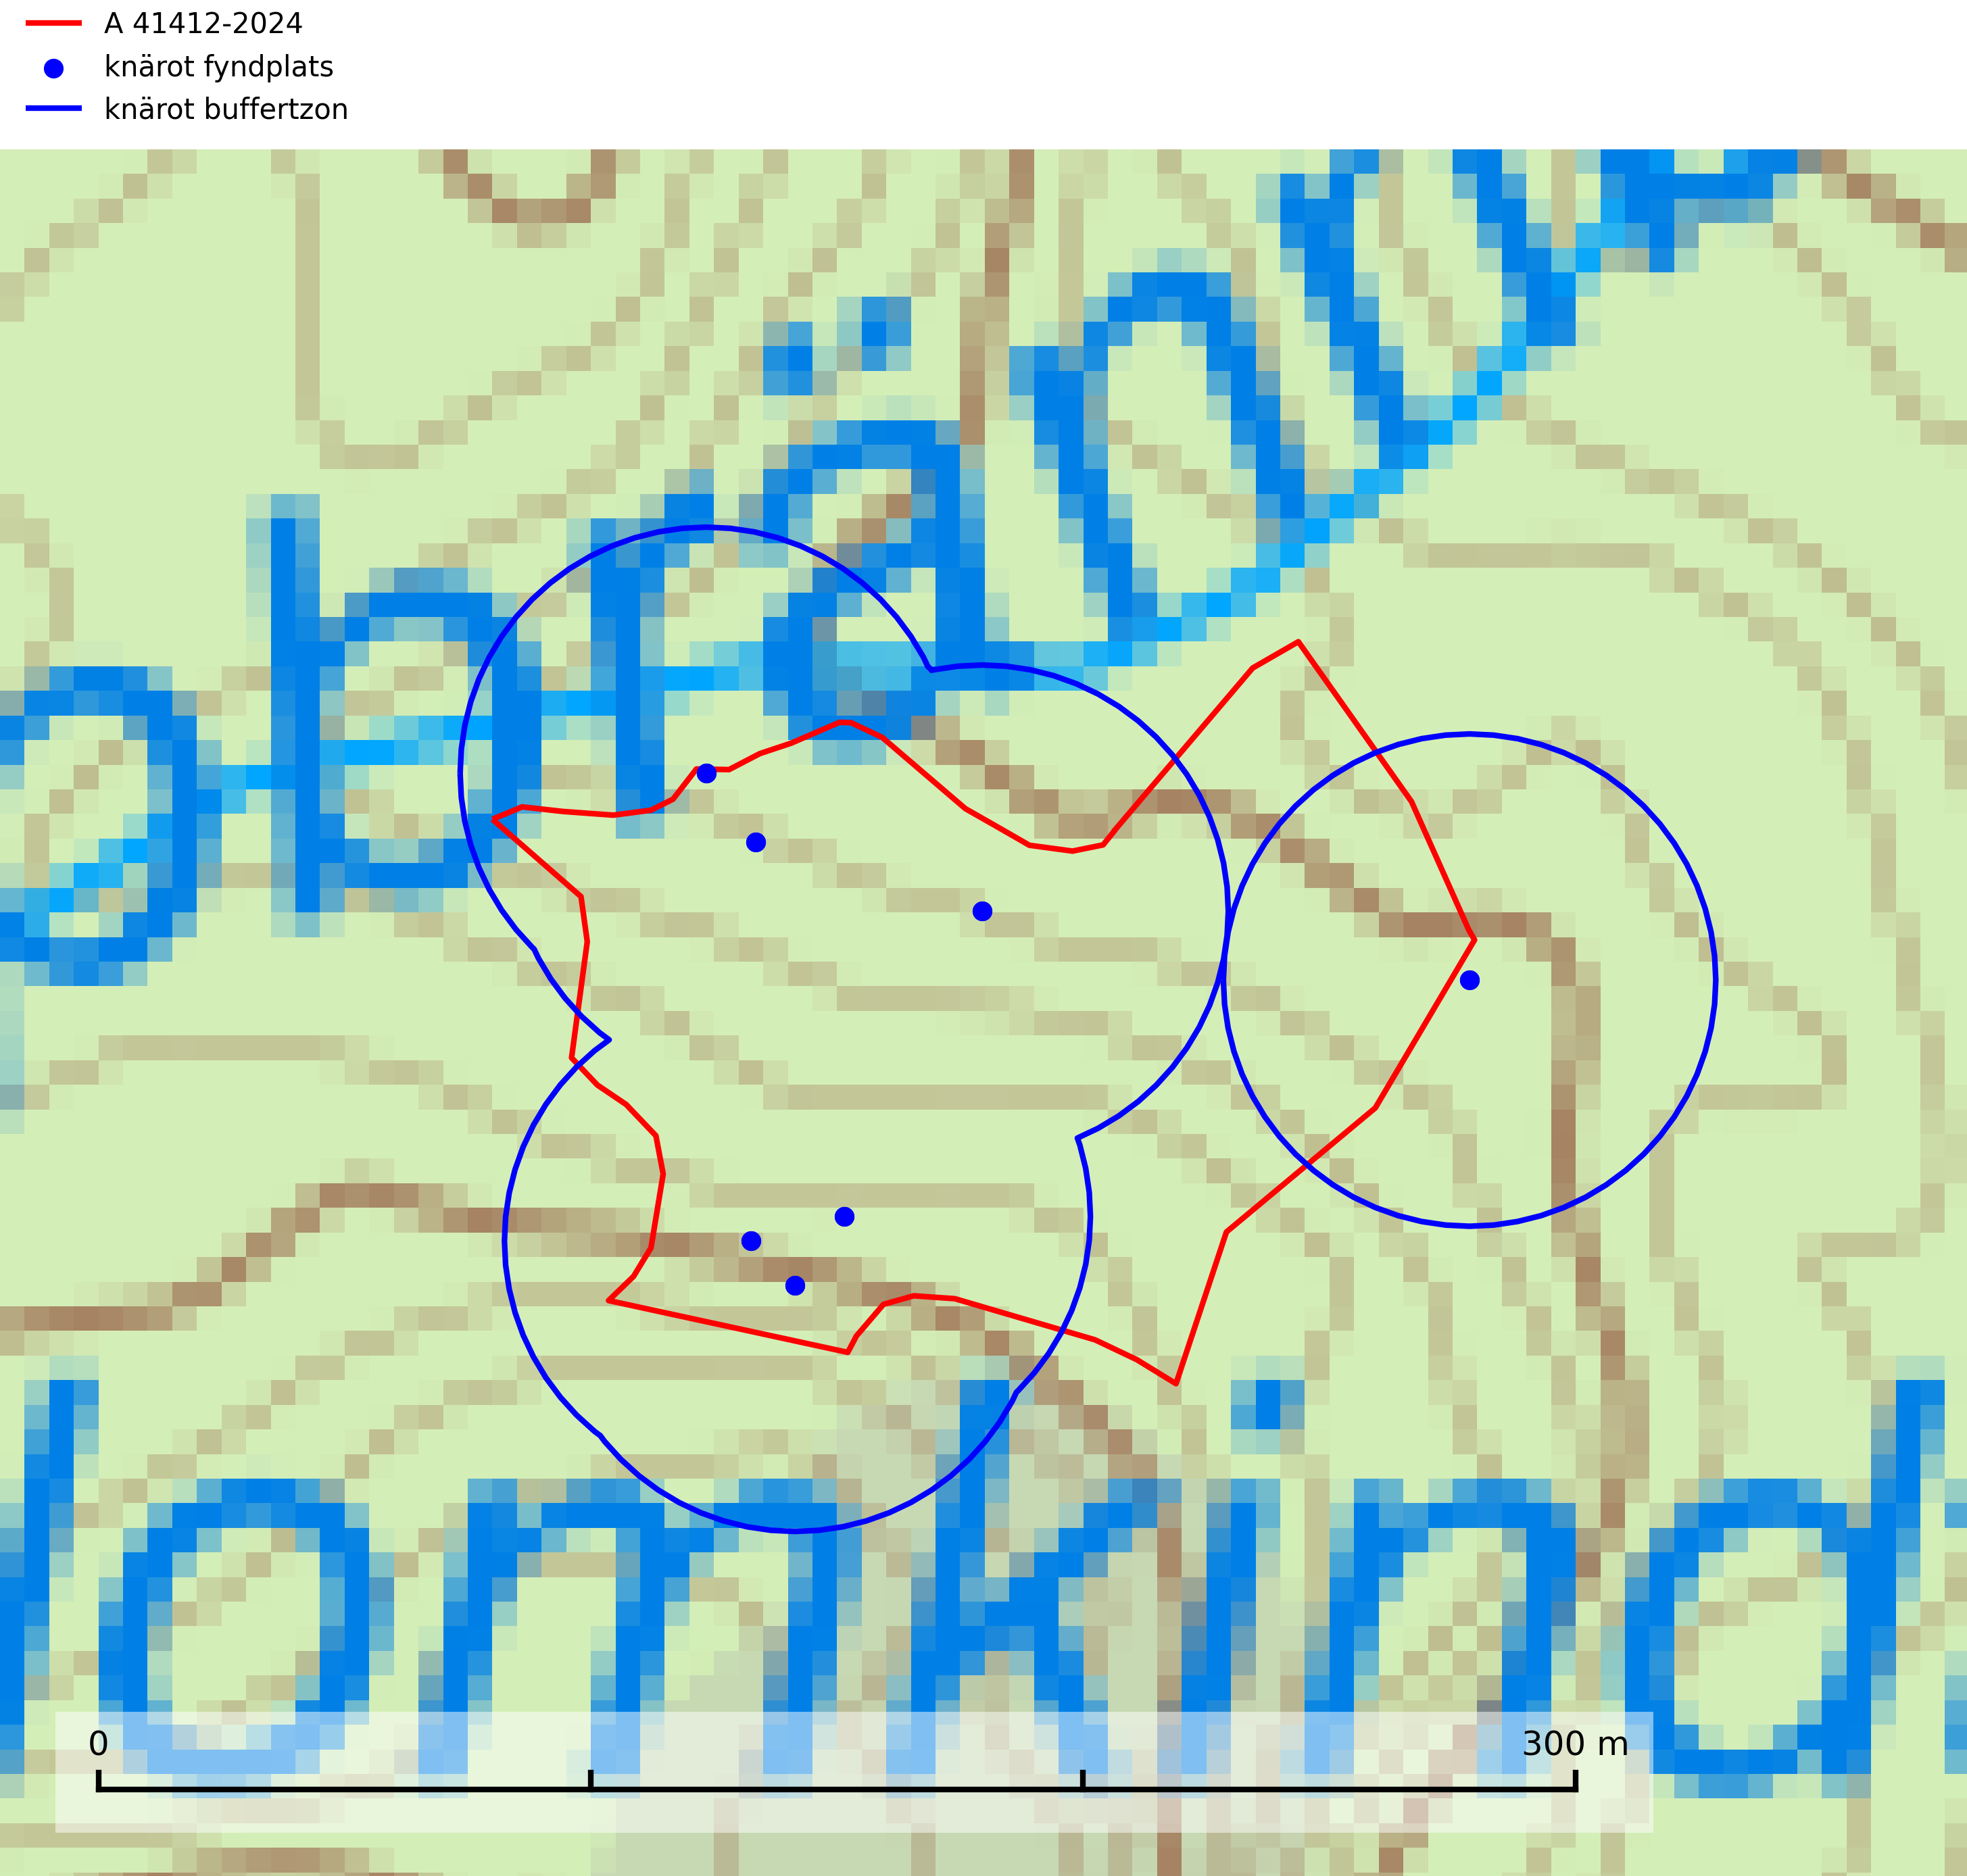 A 41412-2024
knärot fyndplats
knärot buffertzon
0
300 m